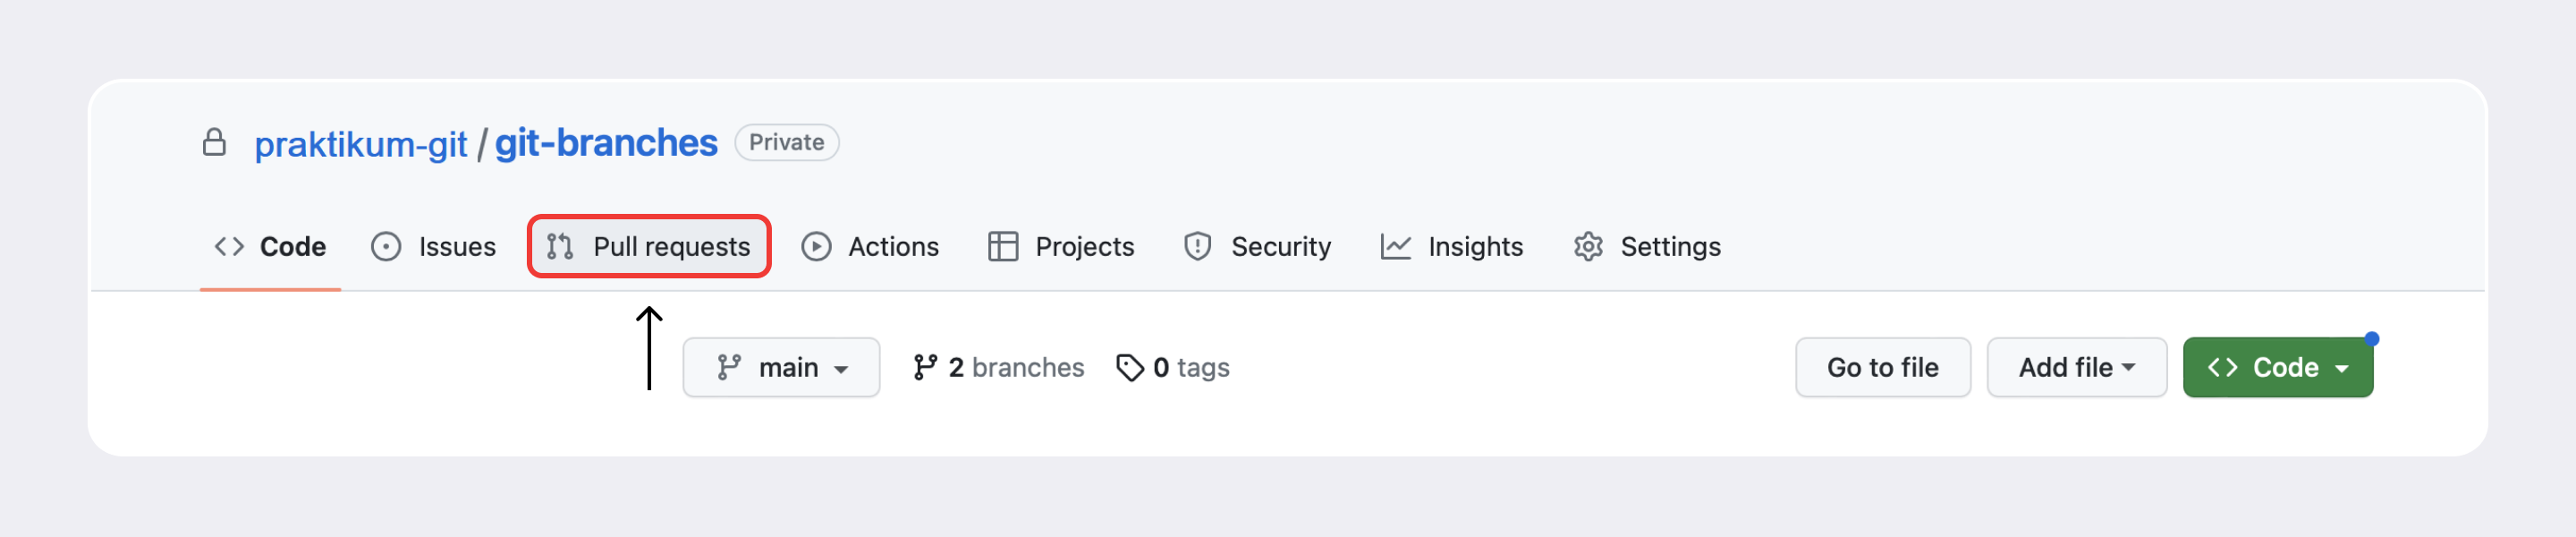 praktikum-git / git-branches Private
Code Issues Pull requests Actions Projects Security Insights Settings
main 2 branches 0 tags Go to file Add file Code